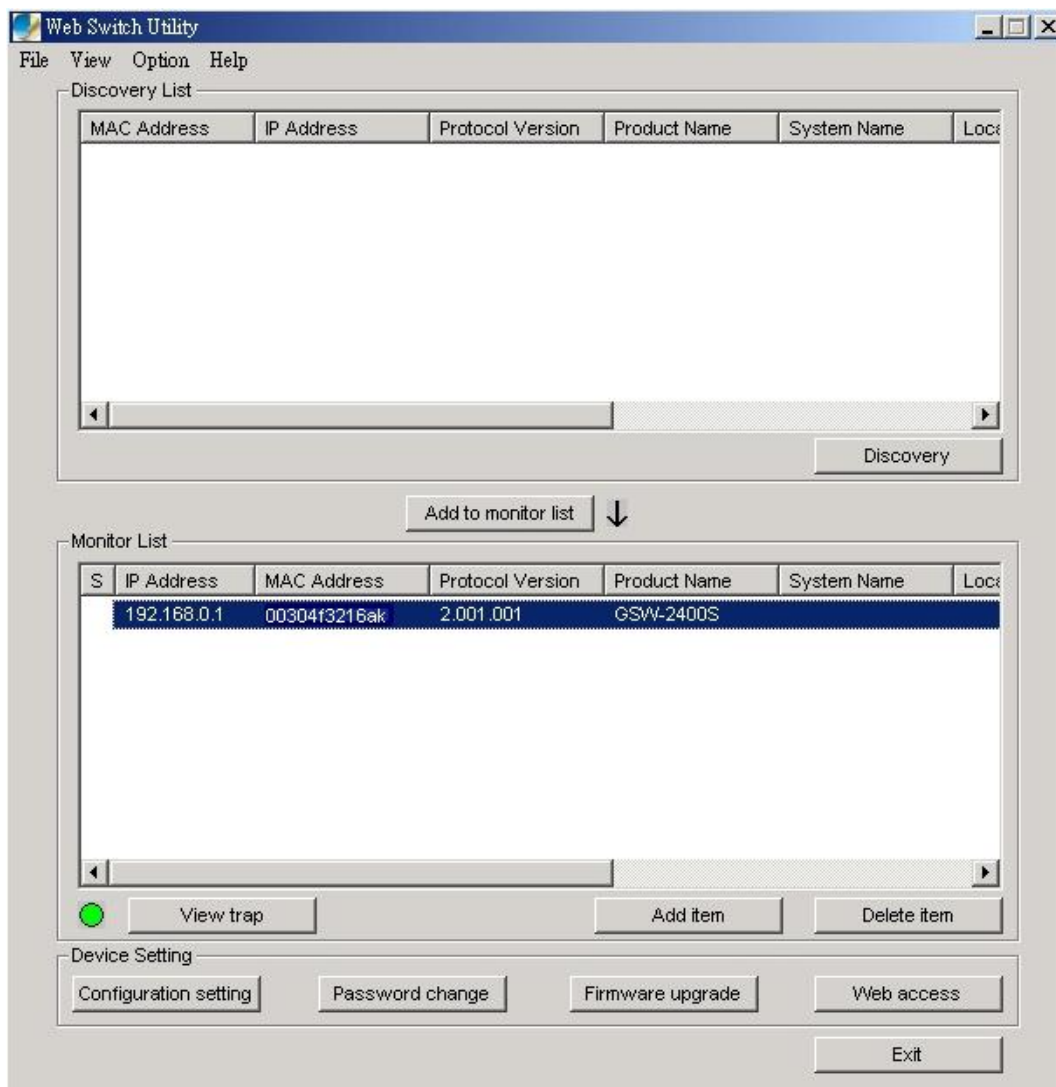 Web Switch Utility
File View Option Help
Discovery List
MAC Address IP Address Protocol Version Product Name System Name Loca
Discovery
Add to monitor list ↓
Monitor List
S IP Address MAC Address Protocol Version Product Name System Name Loca
192.168.0.1 00304f3216ak 2.001.001 GSW-2400S
View trap Add item Delete item
Device Setting
Configuration setting Password change Firmware upgrade Web access
Exit